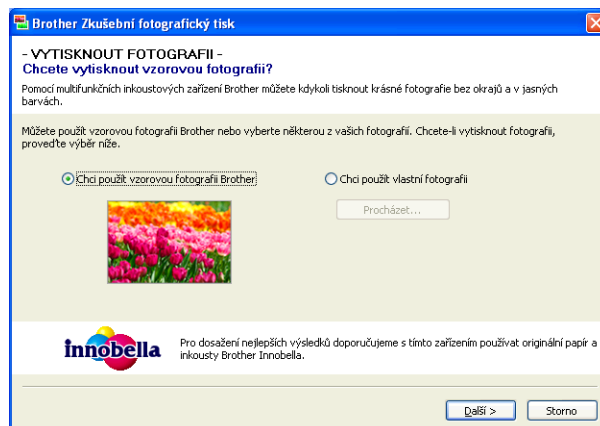 Brother Zkušební fotografický tisk
- VYTISKNOUT FOTOGRAFII -
Chcete vytisknout vzorovou fotografii?
Pomocí multifunkčních inkoustových zařízení Brother můžete kdykoli tisknout krásné fotografie bez okrajů a v jasných
barvách.
Můžete použít vzorovou fotografii Brother nebo vyberte některou z vašich fotografií. Chcete-li vytisknout fotografii,
proveďte výběr níže.
Chci použít vzorovou fotografii Brother
Chci použít vlastní fotografii
Procházet...
innobella
Pro dosažení nejlepších výsledků doporučujeme s tímto zařízením používat originální papír a
inkousty Brother Innobella.
Další >
Storno